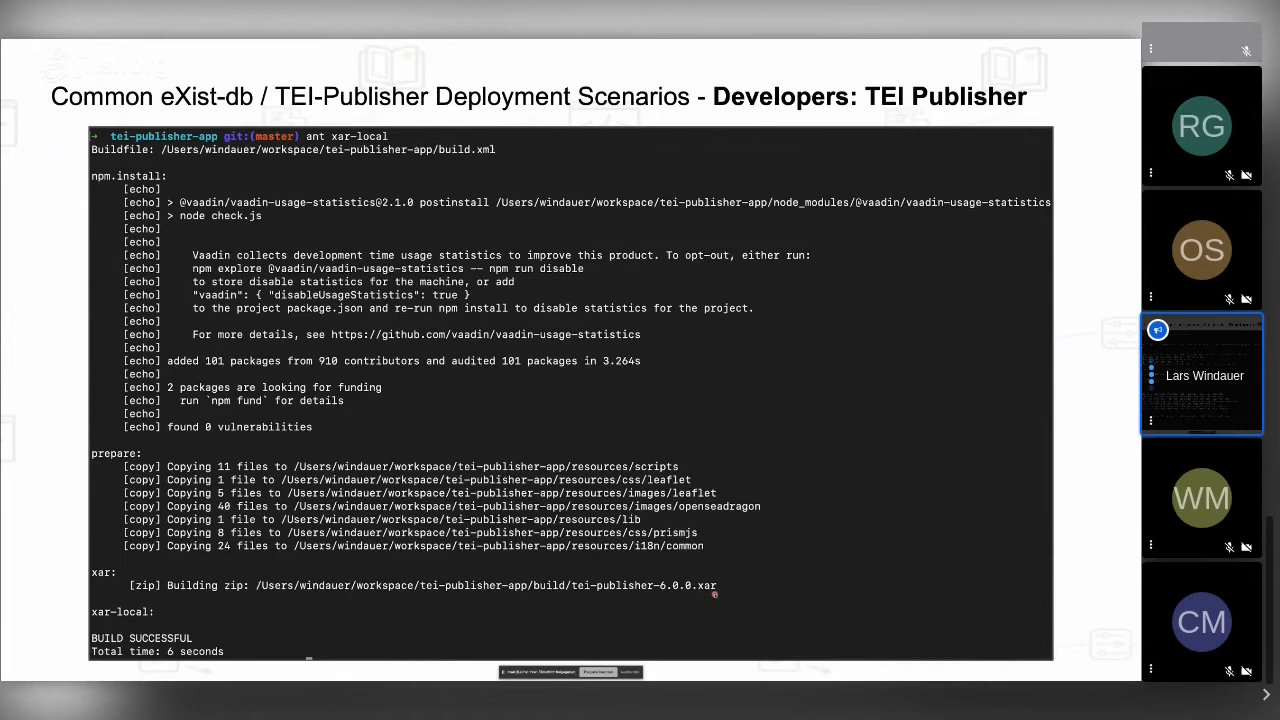 Common eXist-db / TEI-Publisher Deployment Scenarios - Developers: TEI Publisher
→ tei-publisher-app git:(master) ant xar-local
Buildfile: /Users/windauer/workspace/tei-publisher-app/build.xml
npm.install:
[echo]
[echo] > @vaadin/vaadin-usage-statistics@2.1.0 postinstall /Users/windauer/workspace/tei-publisher-app/node_modules/@vaadin/vaadin-usage-statistics
[echo] > node check.js
[echo]
[echo]
[echo] Vaadin collects development time usage statistics to improve this product. To opt-out, either run:
[echo] npm explore @vaadin/vaadin-usage-statistics -- npm run disable
[echo] to store disable statistics for the machine, or add
[echo] "vaadin": { "disableUsageStatistics": true }
[echo] to the project package.json and re-run npm install to disable statistics for the project.
[echo]
[echo] For more details, see https://github.com/vaadin/vaadin-usage-statistics
[echo]
[echo] added 101 packages from 910 contributors and audited 101 packages in 3.264s
[echo]
[echo] 2 packages are looking for funding
[echo] run `npm fund` for details
[echo]
[echo] found 0 vulnerabilities
prepare:
[copy] Copying 11 files to /Users/windauer/workspace/tei-publisher-app/resources/scripts
[copy] Copying 1 file to /Users/windauer/workspace/tei-publisher-app/resources/css/leaflet
[copy] Copying 5 files to /Users/windauer/workspace/tei-publisher-app/resources/images/leaflet
[copy] Copying 40 files to /Users/windauer/workspace/tei-publisher-app/resources/images/openseadragon
[copy] Copying 1 file to /Users/windauer/workspace/tei-publisher-app/resources/lib
[copy] Copying 8 files to /Users/windauer/workspace/tei-publisher-app/resources/css/prismjs
[copy] Copying 24 files to /Users/windauer/workspace/tei-publisher-app/resources/i18n/common
xar:
[zip] Building zip: /Users/windauer/workspace/tei-publisher-app/build/tei-publisher-6.0.0.xar
xar-local:
BUILD SUCCESSFUL
Total time: 6 seconds
RG
OS
Lars Windauer
WM
CM